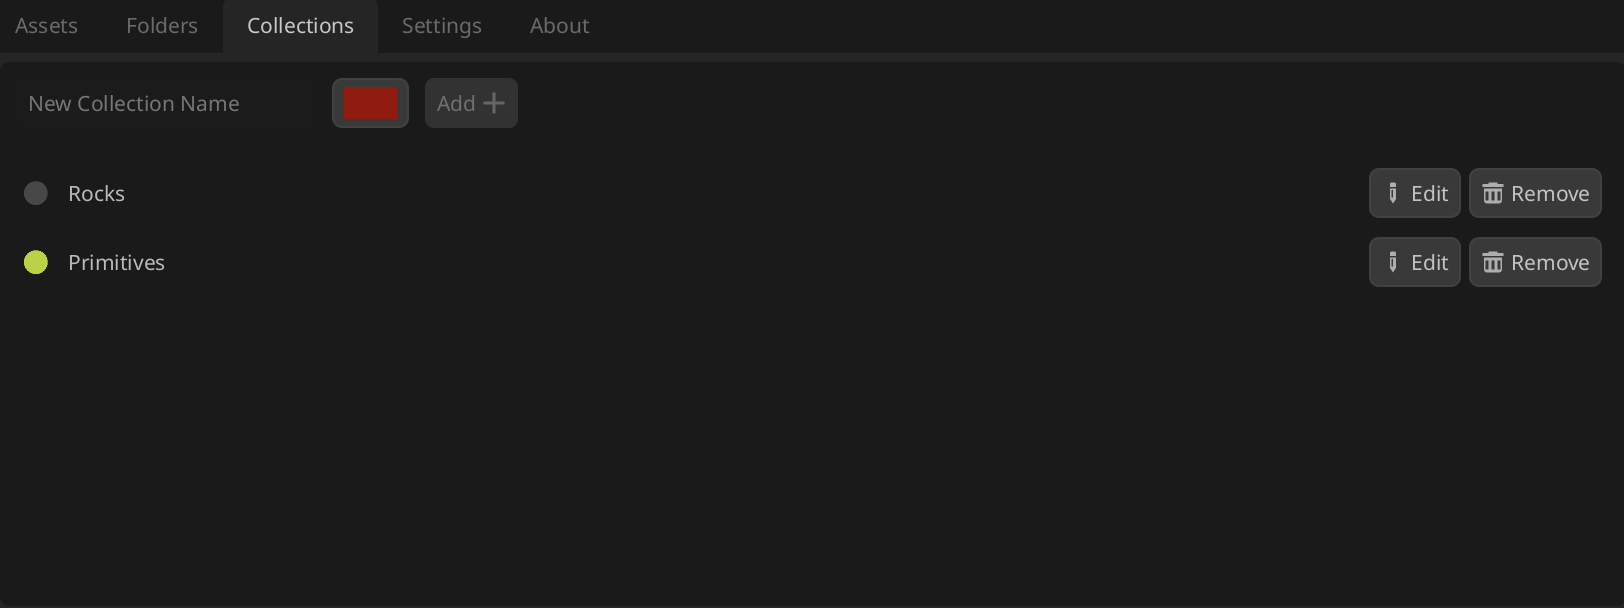 Assets Folders Collections Settings About
New Collection Name Add
Rocks Edit Remove
Primitives Edit Remove